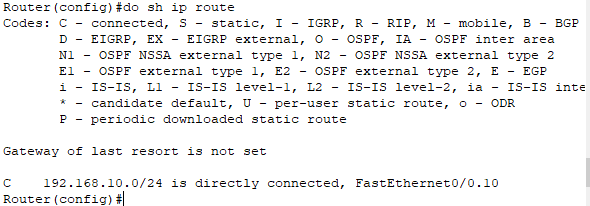 Router(config)#do sh ip route
Codes: C - connected, S - static, I - IGRP, R - RIP, M - mobile, B - BGP
D - EIGRP, EX - EIGRP external, O - OSPF, IA - OSPF inter area
N1 - OSPF NSSA external type 1, N2 - OSPF NSSA external type 2
E1 - OSPF external type 1, E2 - OSPF external type 2, E - EGP
i - IS-IS, L1 - IS-IS level-1, L2 - IS-IS level-2, ia - IS-IS inte
* - candidate default, U - per-user static route, o - ODR
P - periodic downloaded static route
Gateway of last resort is not set
C 192.168.10.0/24 is directly connected, FastEthernet0/0.10
Router(config)#